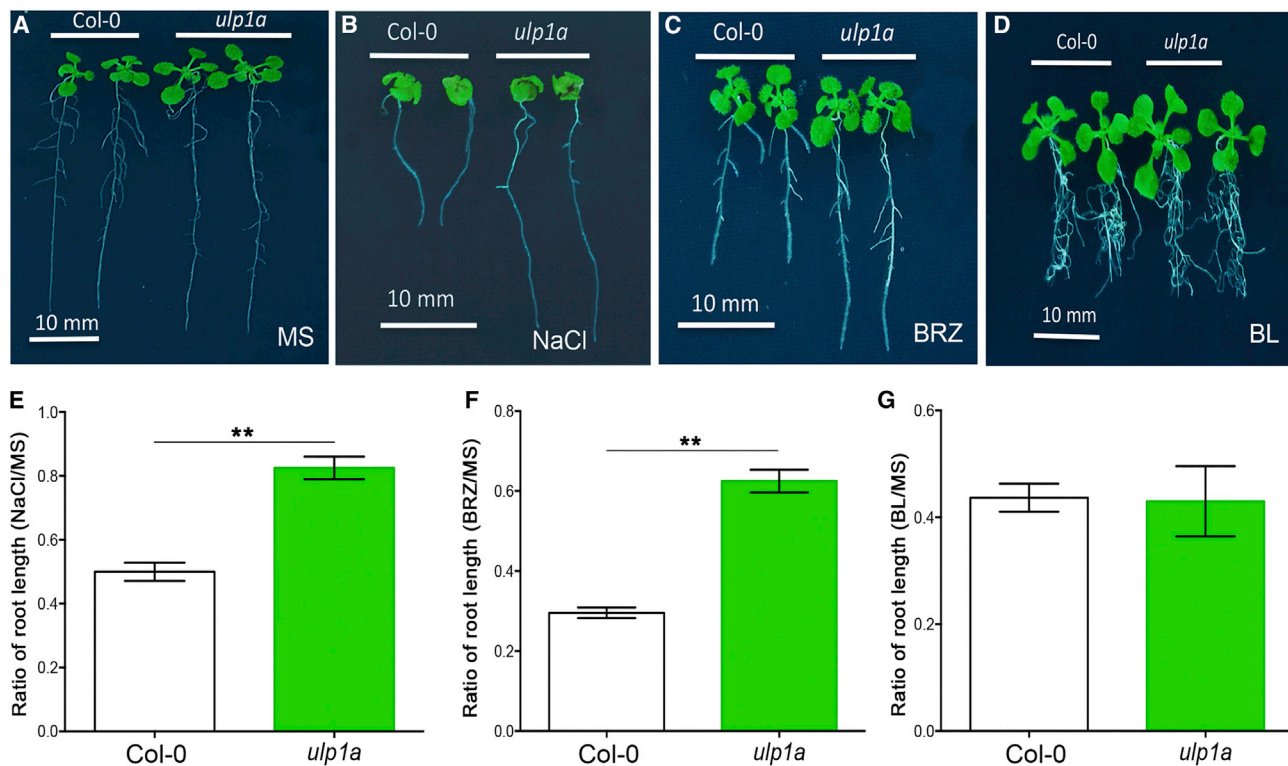 A
Col-0
ulp1a
10 mm
MS
B
Col-0
ulp1a
10 mm
NaCl
C
Col-0
ulp1a
10 mm
BRZ
D
Col-0
ulp1a
10 mm
BL
E
Ratio of root length (NaCl/MS)
1.0
0.8
0.6
0.4
0.2
0.0
**
Col-0
ulp1a
F
Ratio of root length (BRZ/MS)
0.8
0.6
0.4
0.2
0.0
**
Col-0
ulp1a
G
Ratio of root length (BL/MS)
0.6
0.4
0.2
0.0
Col-0
ulp1a